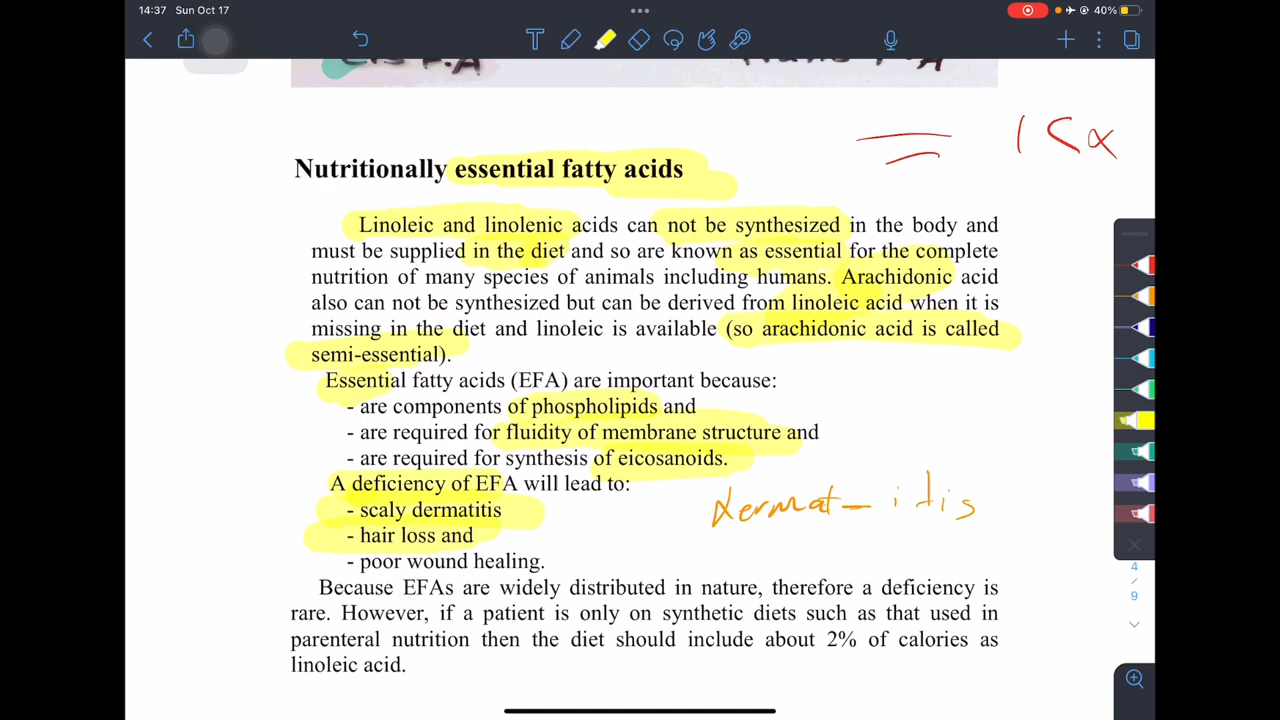 14:37 Sun Oct 17
40%
Nutritionally essential fatty acids
Linoleic and linolenic acids can not be synthesized in the body and
must be supplied in the diet and so are known as essential for the complete
nutrition of many species of animals including humans. Arachidonic acid
also can not be synthesized but can be derived from linoleic acid when it is
missing in the diet and linoleic is available (so arachidonic acid is called
semi-essential).
Essential fatty acids (EFA) are important because:
- are components of phospholipids and
- are required for fluidity of membrane structure and
- are required for synthesis of eicosanoids.
A deficiency of EFA will lead to:
- scaly dermatitis
dermat - itis
- hair loss and
- poor wound healing.
Because EFAs are widely distributed in nature, therefore a deficiency is
rare. However, if a patient is only on synthetic diets such as that used in
parenteral nutrition then the diet should include about 2% of calories as
linoleic acid.
4
/
9